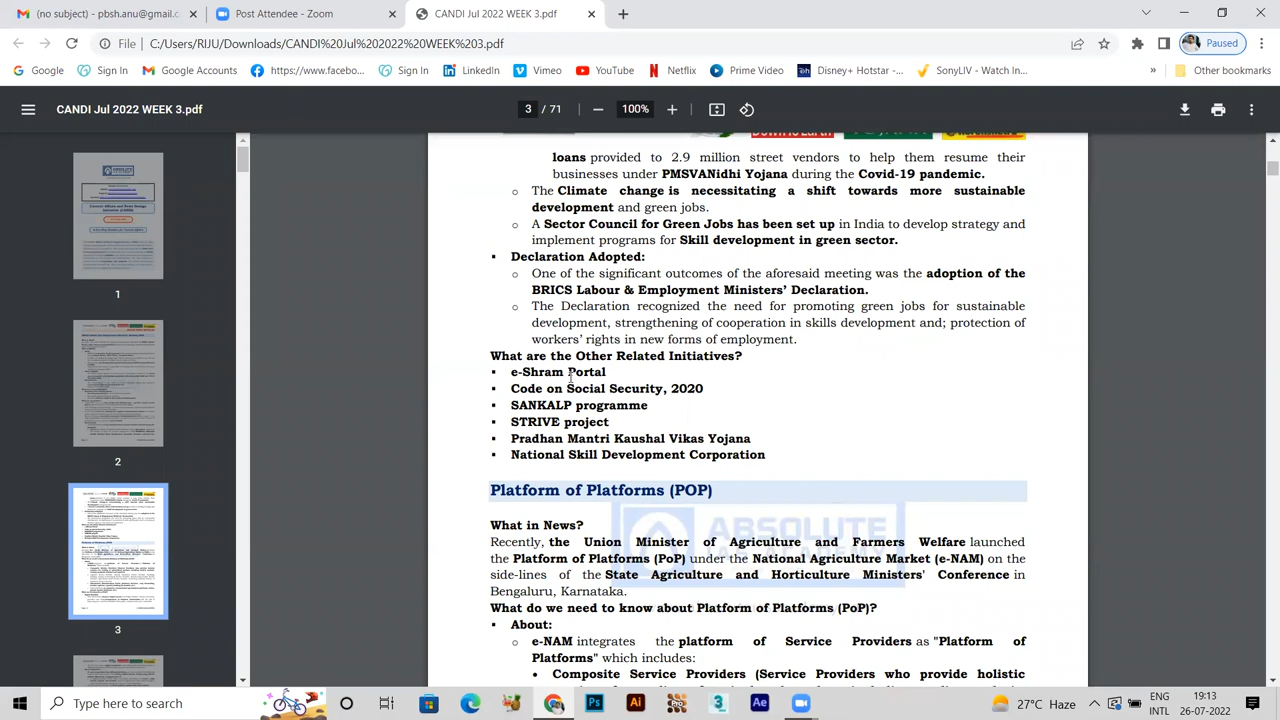 (no subject) - pbsh.anu@gmail.c
Post Attendee - Zoom
CANDI Jul 2022 WEEK 3.pdf
File
C:/Users/RIJU/Downloads/CANDI%20Jul%202022%20WEEK%203.pdf
Paused
Google
Sign In
Google Accounts
https://www.facebo...
Sign In
LinkedIn
Vimeo
YouTube
Netflix
Prime Video
Disney+ Hotstar -...
SonyLIV - Watch In...
»
Other bookmarks
CANDI Jul 2022 WEEK 3.pdf
3 / 71
100%
1
2
3
loans provided to 2.9 million street vendors to help them resume their
businesses under PMSVANidhi Yojana during the Covid-19 pandemic.
o The Climate change is necessitating a shift towards more sustainable
development and green jobs.
o A Sector Council for Green Jobs has been set up in India to develop strategy and
implement programs for Skill development in green sector.
▪ Declaration Adopted:
o One of the significant outcomes of the aforesaid meeting was the adoption of the
BRICS Labour & Employment Ministers' Declaration.
o The Declaration recognized the need for promoting green jobs for sustainable
development, strengthening of cooperation in skills development and; protection of
workers' rights in new forms of employment.
What are the Other Related Initiatives?
▪ e-Shram Portal
▪ Code on Social Security, 2020
▪ SANKALP programme
▪ STRIVE project
▪ Pradhan Mantri Kaushal Vikas Yojana
▪ National Skill Development Corporation
Platform of Platforms (POP)
What in News?
Recently, the Union Minister of Agriculture and Farmers Welfare launched
the Platform of Platforms (PoP) under the National Agriculture Market (e-NAM) on the
side-lines of the State Agriculture and Horticulture Ministers' Conference in
Bengaluru, Karnataka.
What do we need to know about Platform of Platforms (PoP)?
▪ About:
o e-NAM integrates the platform of Service Providers as "Platform of
Platforms" which includes:
• Composite Service Providers (Service Providers who provide holistic
Type here to search
27°C Haze
ENG
INTL
19:13
26-07-2022